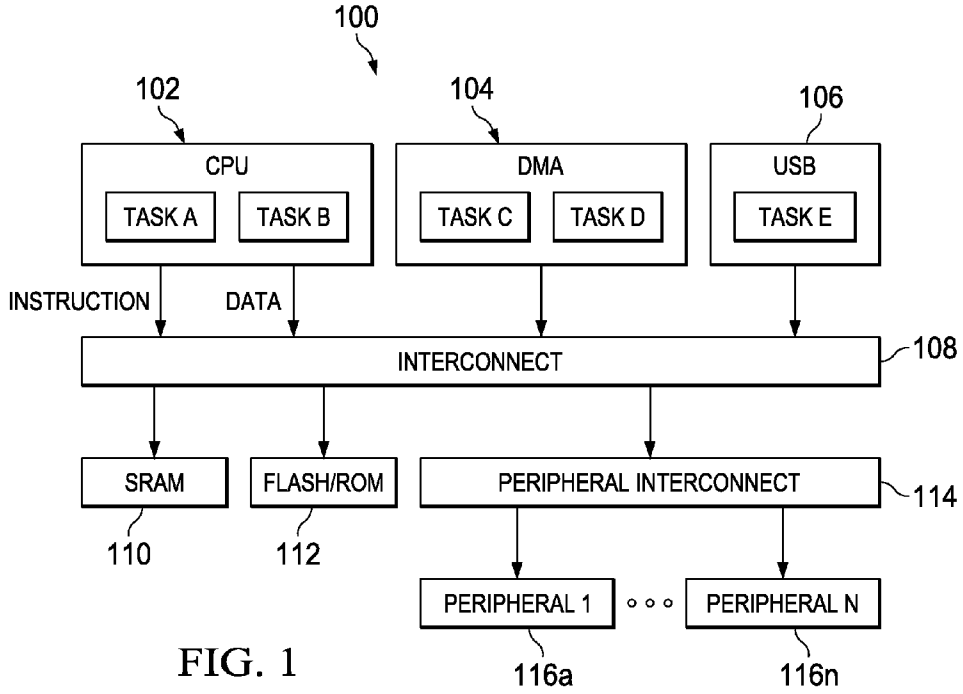 100
102
104
106
CPU
DMA
USB
TASK A
TASK B
TASK C
TASK D
TASK E
INSTRUCTION
DATA
INTERCONNECT
108
SRAM
FLASH/ROM
PERIPHERAL INTERCONNECT
110
112
114
PERIPHERAL 1
PERIPHERAL N
116a
116n
FIG. 1